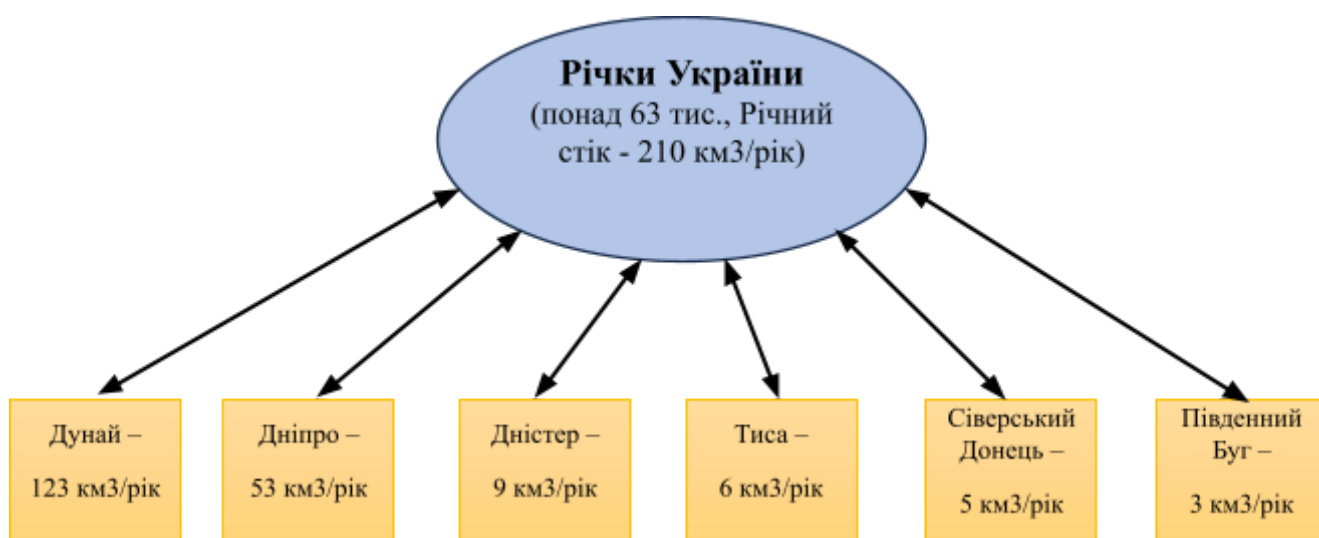 Річки України
(понад 63 тис., Річний
стік - 210 км3/рік)
Дунай –
123 км3/рік
Дніпро –
53 км3/рік
Дністер –
9 км3/рік
Тиса –
6 км3/рік
Сіверський
Донець –
5 км3/рік
Південний
Буг –
3 км3/рік